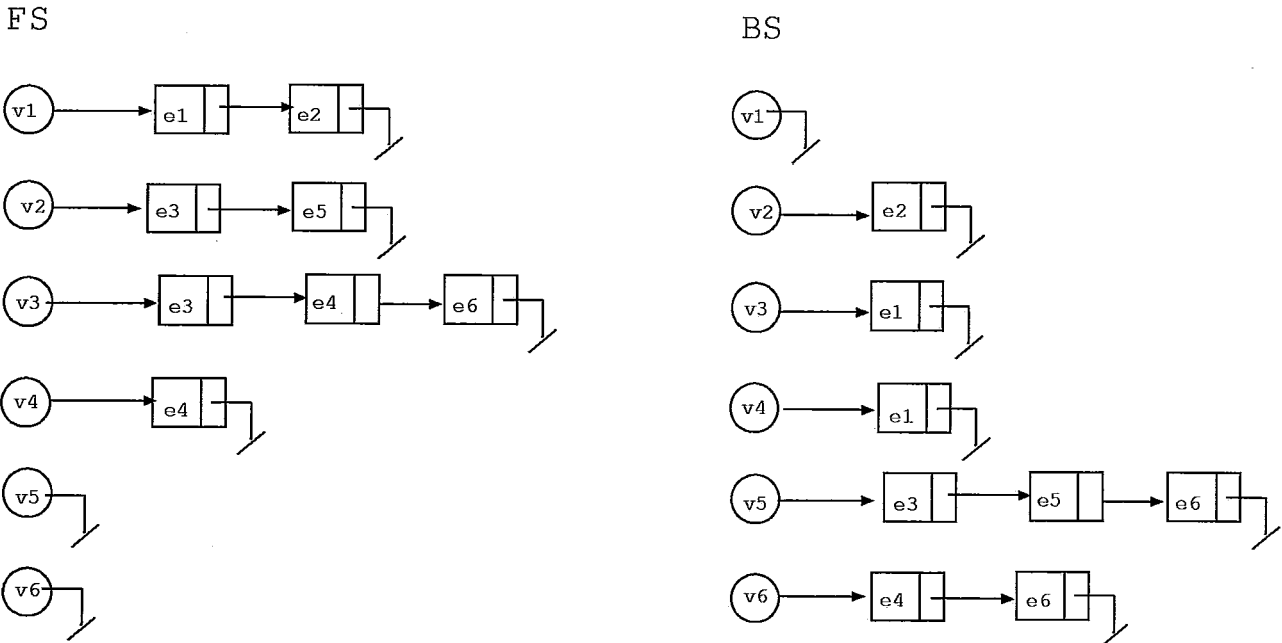 FS
v1 e1 e2
v2 e3 e5
v3 e3 e4 e6
v4 e4
v5
v6
BS
v1
v2 e2
v3 e1
v4 e1
v5 e3 e5 e6
v6 e4 e6